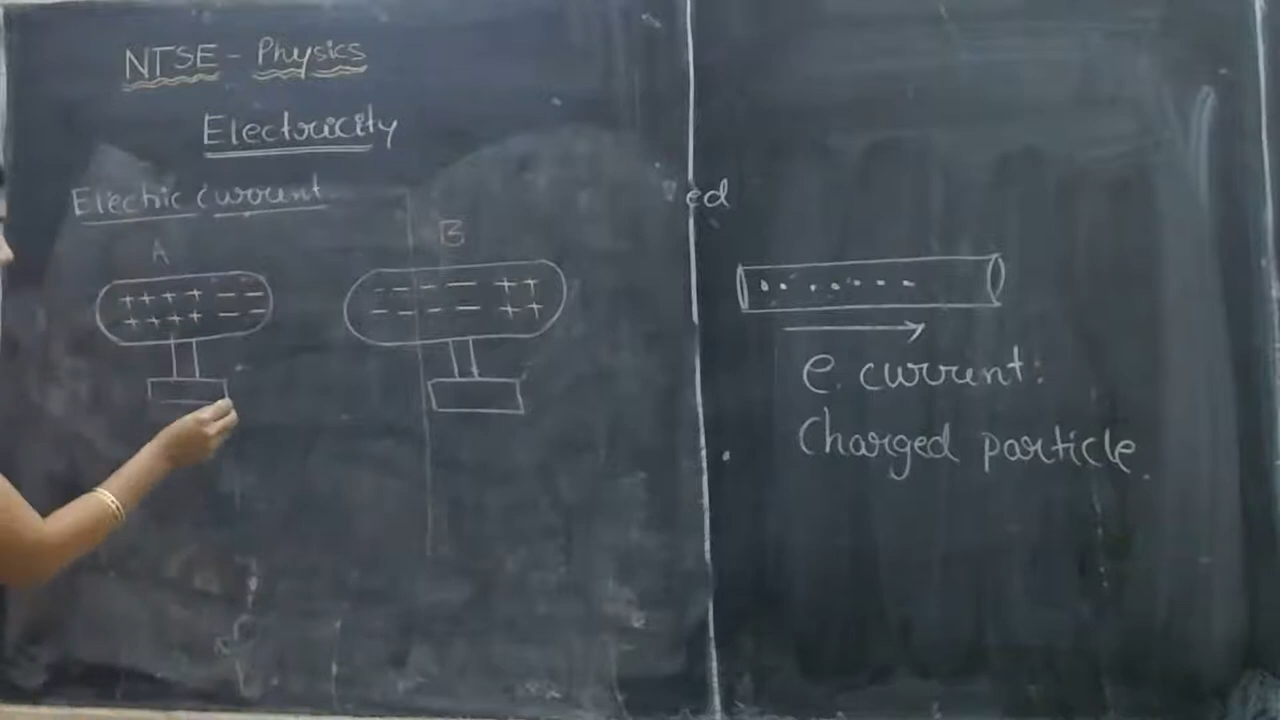 NTSE - Physics
Electricity
Electric current
A
B
++++ -- --
++++ -- --
-- -- -- -- ++
-- -- -- -- ++
ed
e. current:
Charged particle.